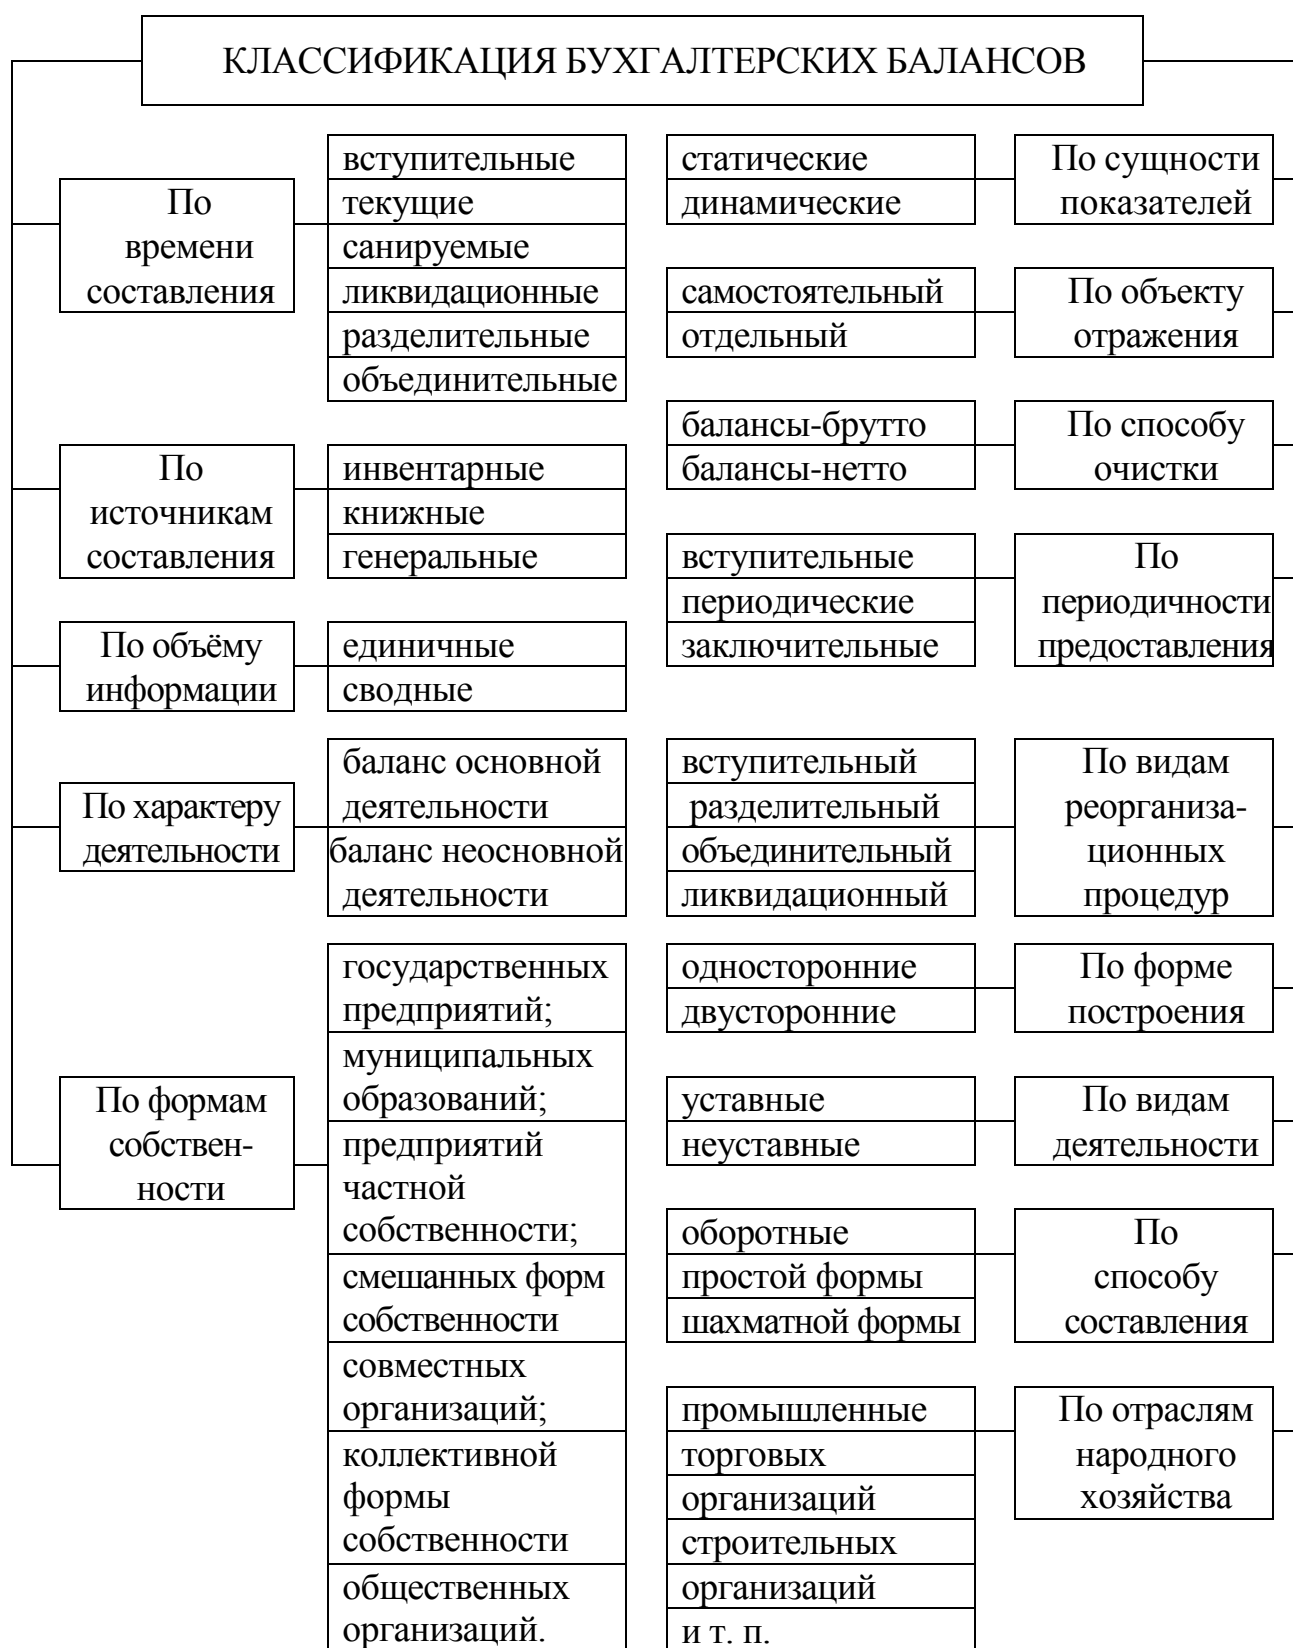 КЛАССИФИКАЦИЯ БУХГАЛТЕРСКИХ БАЛАНСОВ
По
времени
составления
вступительные
текущие
санируемые
ликвидационные
разделительные
объединительные
По
источникам
составления
инвентарные
книжные
генеральные
По объёму
информации
единичные
сводные
По характеру
деятельности
баланс основной
деятельности
баланс неосновной
деятельности
По формам
собствен-
ности
государственных
предприятий;
муниципальных
образований;
предприятий
частной
собственности;
смешанных форм
собственности
совместных
организаций;
коллективной
формы
собственности
общественных
организаций.
статические
динамические
По сущности
показателей
самостоятельный
отдельный
По объекту
отражения
балансы-брутто
балансы-нетто
По способу
очистки
вступительные
периодические
заключительные
По
периодичности
предоставления
вступительный
разделительный
объединительный
ликвидационный
По видам
реорганиза-
ционных
процедур
односторонние
двусторонние
По форме
построения
уставные
неуставные
По видам
деятельности
оборотные
простой формы
шахматной формы
По
способу
составления
промышленные
торговых
организаций
строительных
организаций
и т. п.
По отраслям
народного
хозяйства